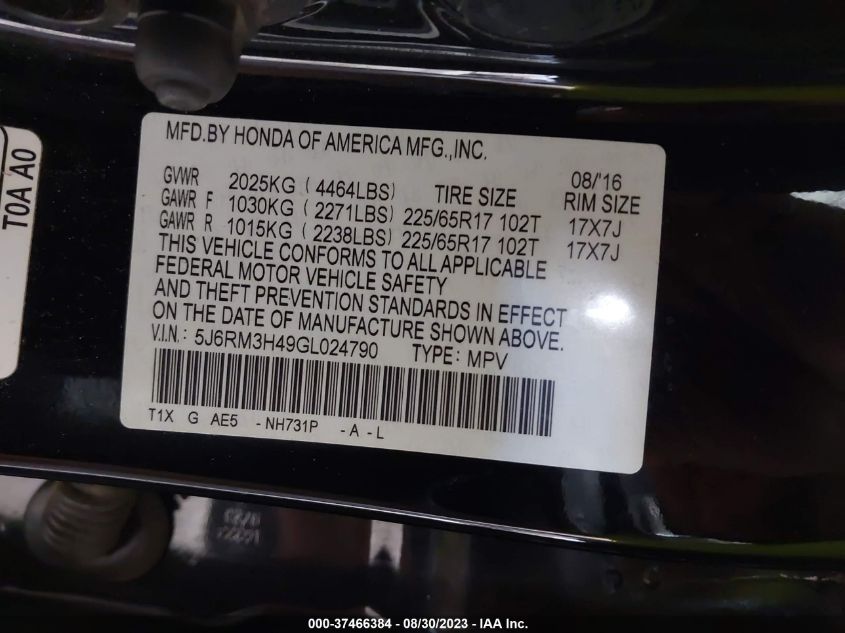 MFD.BY HONDA OF AMERICA MFG.,INC.
08/'16
GVWR 2025KG (4464LBS) TIRE SIZE RIM SIZE
GAWR F 1030KG (2271LBS) 225/65R17 102T 17X7J
GAWR R 1015KG (2238LBS) 225/65R17 102T 17X7J
THIS VEHICLE CONFORMS TO ALL APPLICABLE
FEDERAL MOTOR VEHICLE SAFETY
AND THEFT PREVENTION STANDARDS IN EFFECT
ON THE DATE OF MANUFACTURE SHOWN ABOVE.
V.I.N.: 5J6RM3H49GL024790 TYPE: MPV
T1X G AE5 -NH731P -A-L
T0A A0
000-37466384 - 08/30/2023 - IAA Inc.